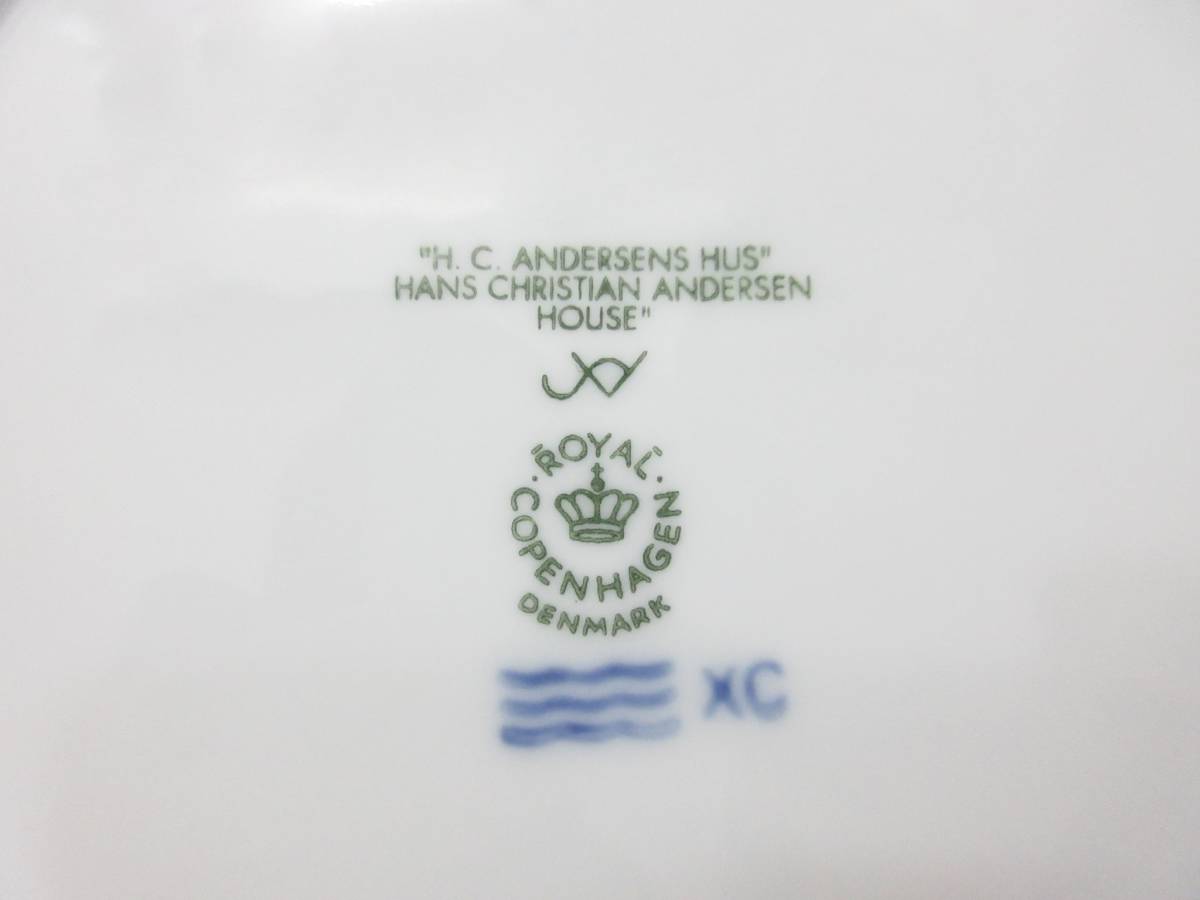 "H. C. ANDERSENS HUS"
HANS CHRISTIAN ANDERSEN
HOUSE"
ROYAL
COPENHAGEN
DENMARK
XC